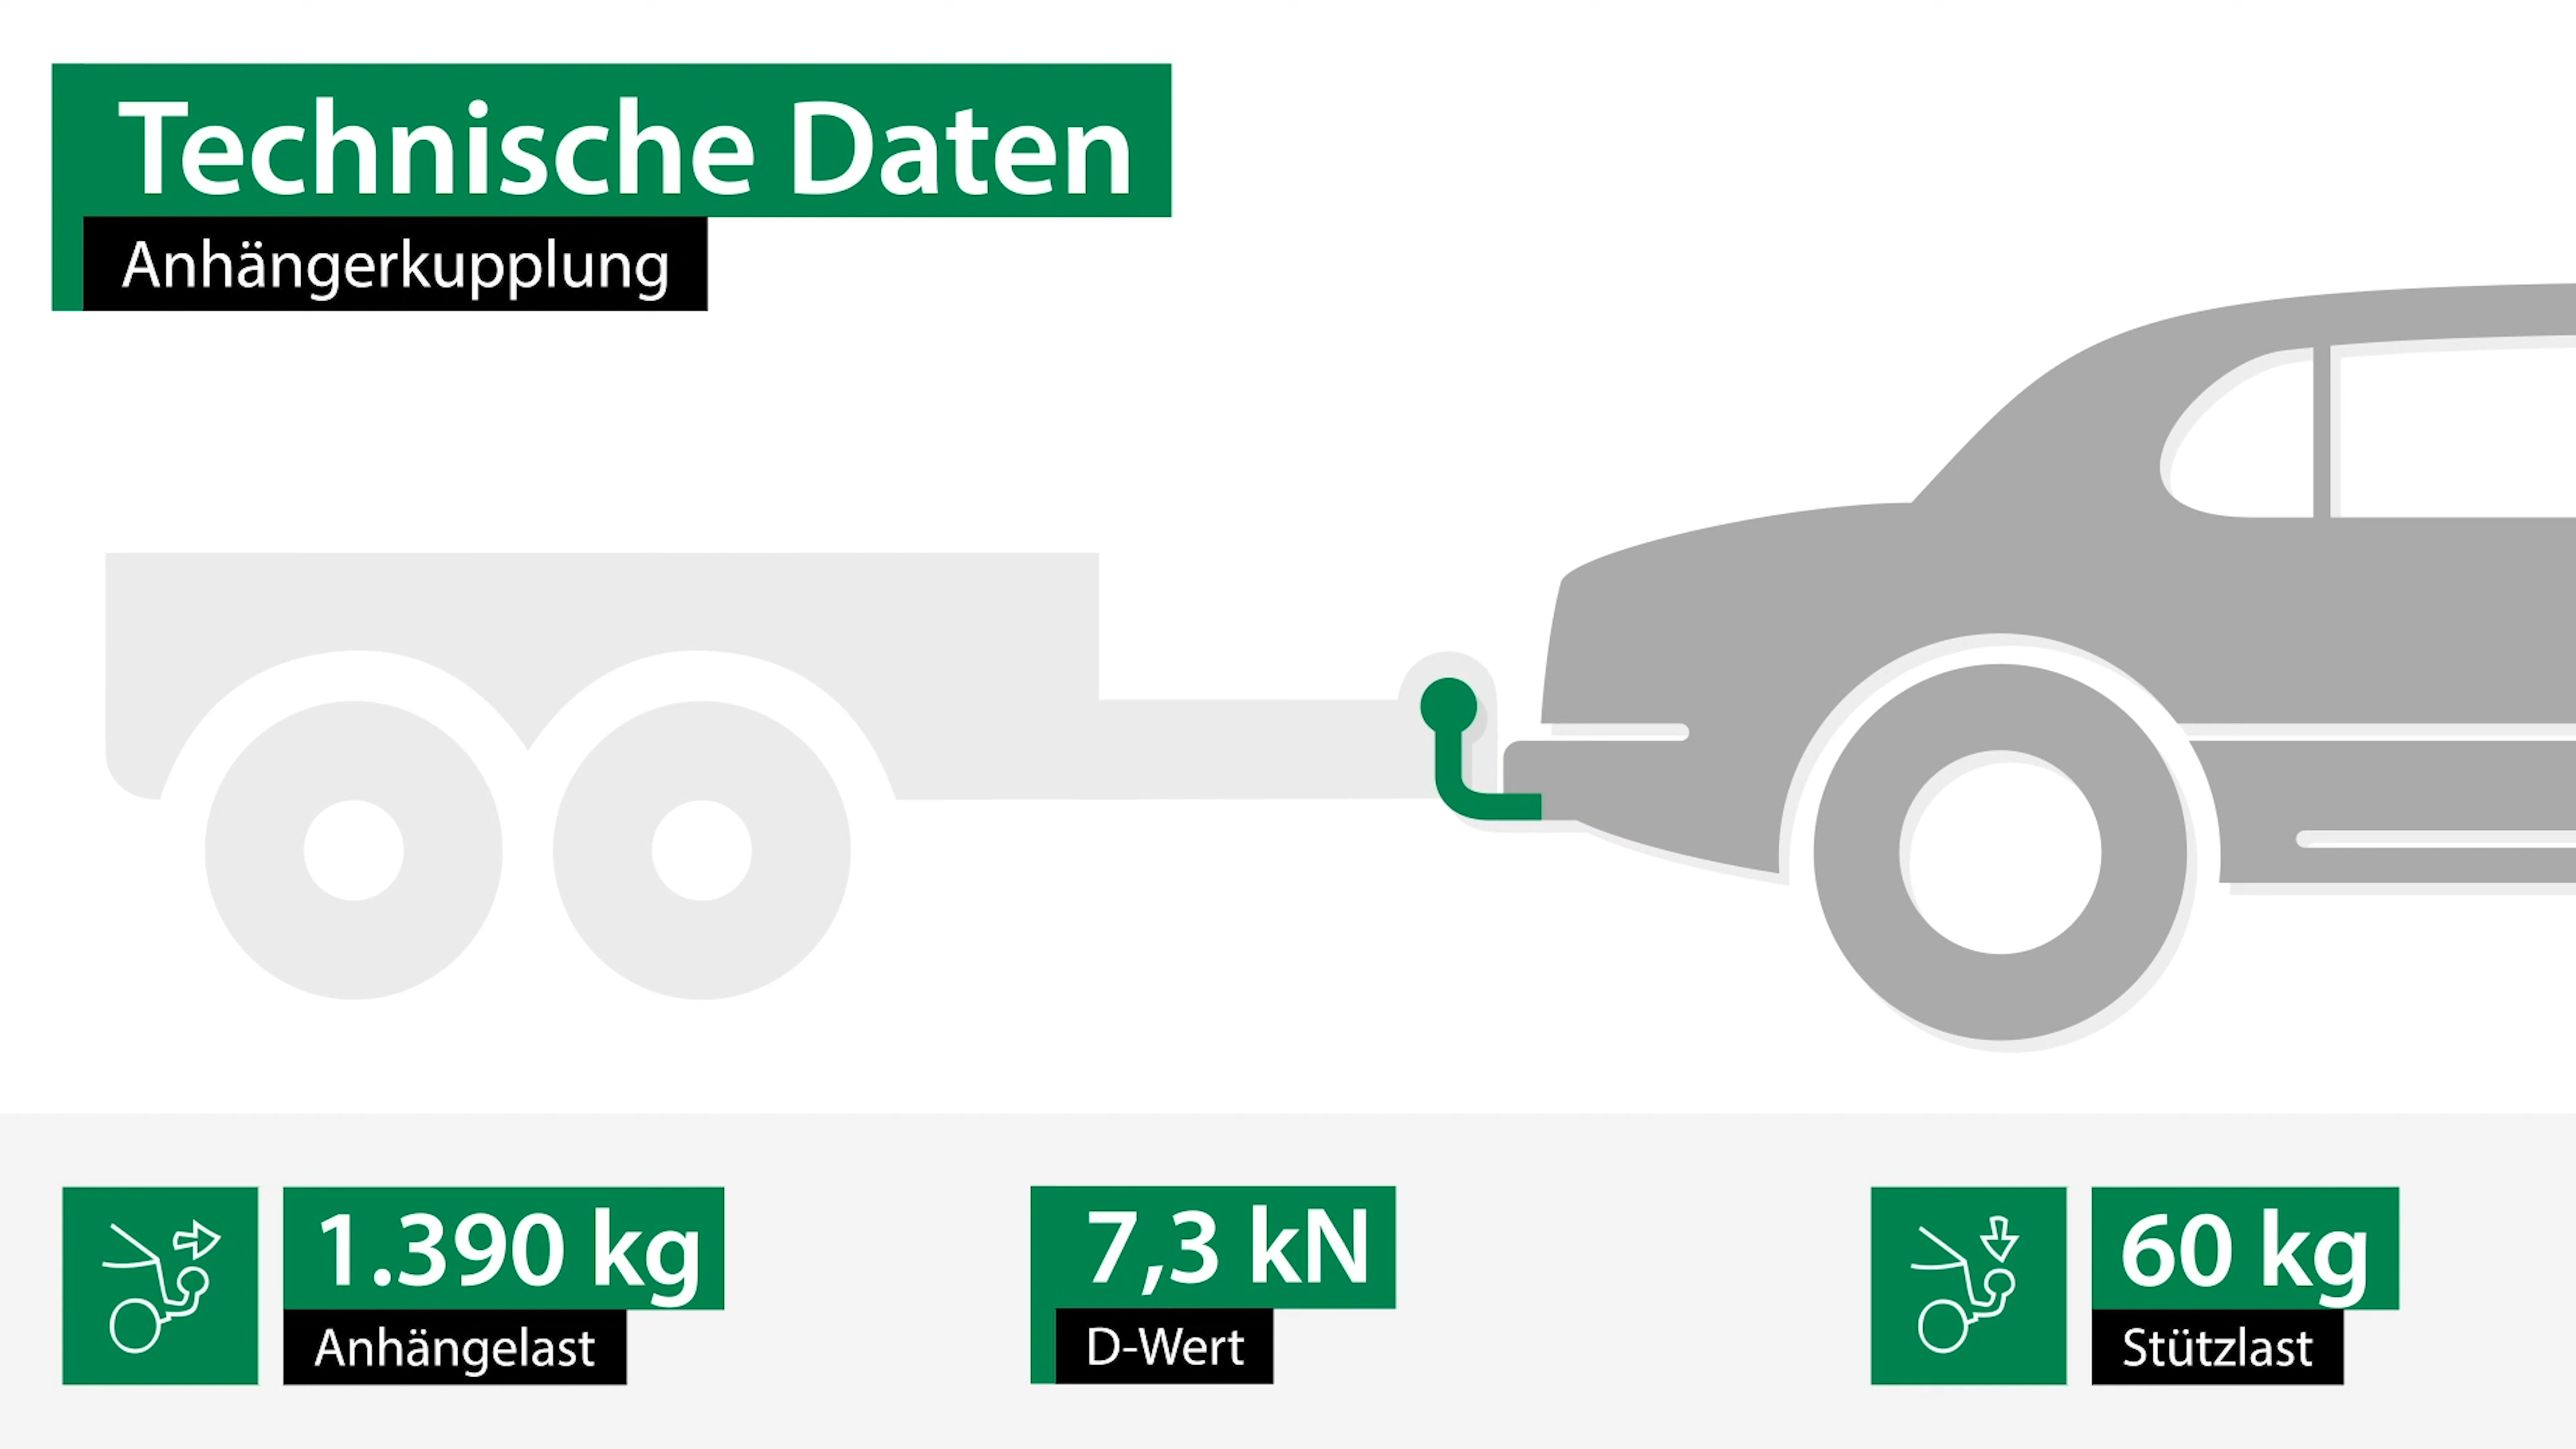 Technische Daten
Anhängerkupplung
1.390 kg
Anhängelast
7,3 kN
D-Wert
60 kg
Stützlast